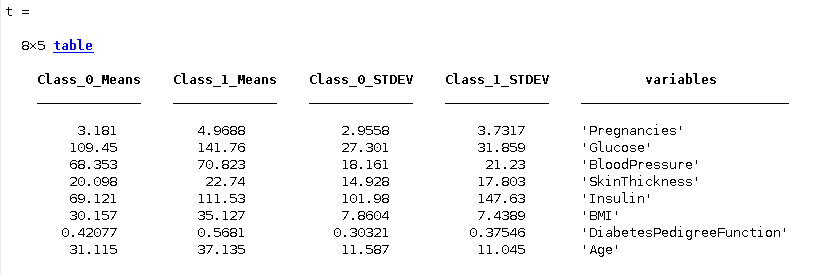 t =
8×5 table
Class_0_Means Class_1_Means Class_0_STDEV Class_1_STDEV variables
3.181 4.9688 2.9558 3.7317 'Pregnancies'
109.45 141.76 27.301 31.859 'Glucose'
68.353 70.823 18.161 21.23 'BloodPressure'
20.098 22.74 14.928 17.803 'SkinThickness'
69.121 111.53 101.98 147.63 'Insulin'
30.157 35.127 7.8604 7.4389 'BMI'
0.42077 0.5681 0.30321 0.37546 'DiabetesPedigreeFunction'
31.115 37.135 11.587 11.045 'Age'